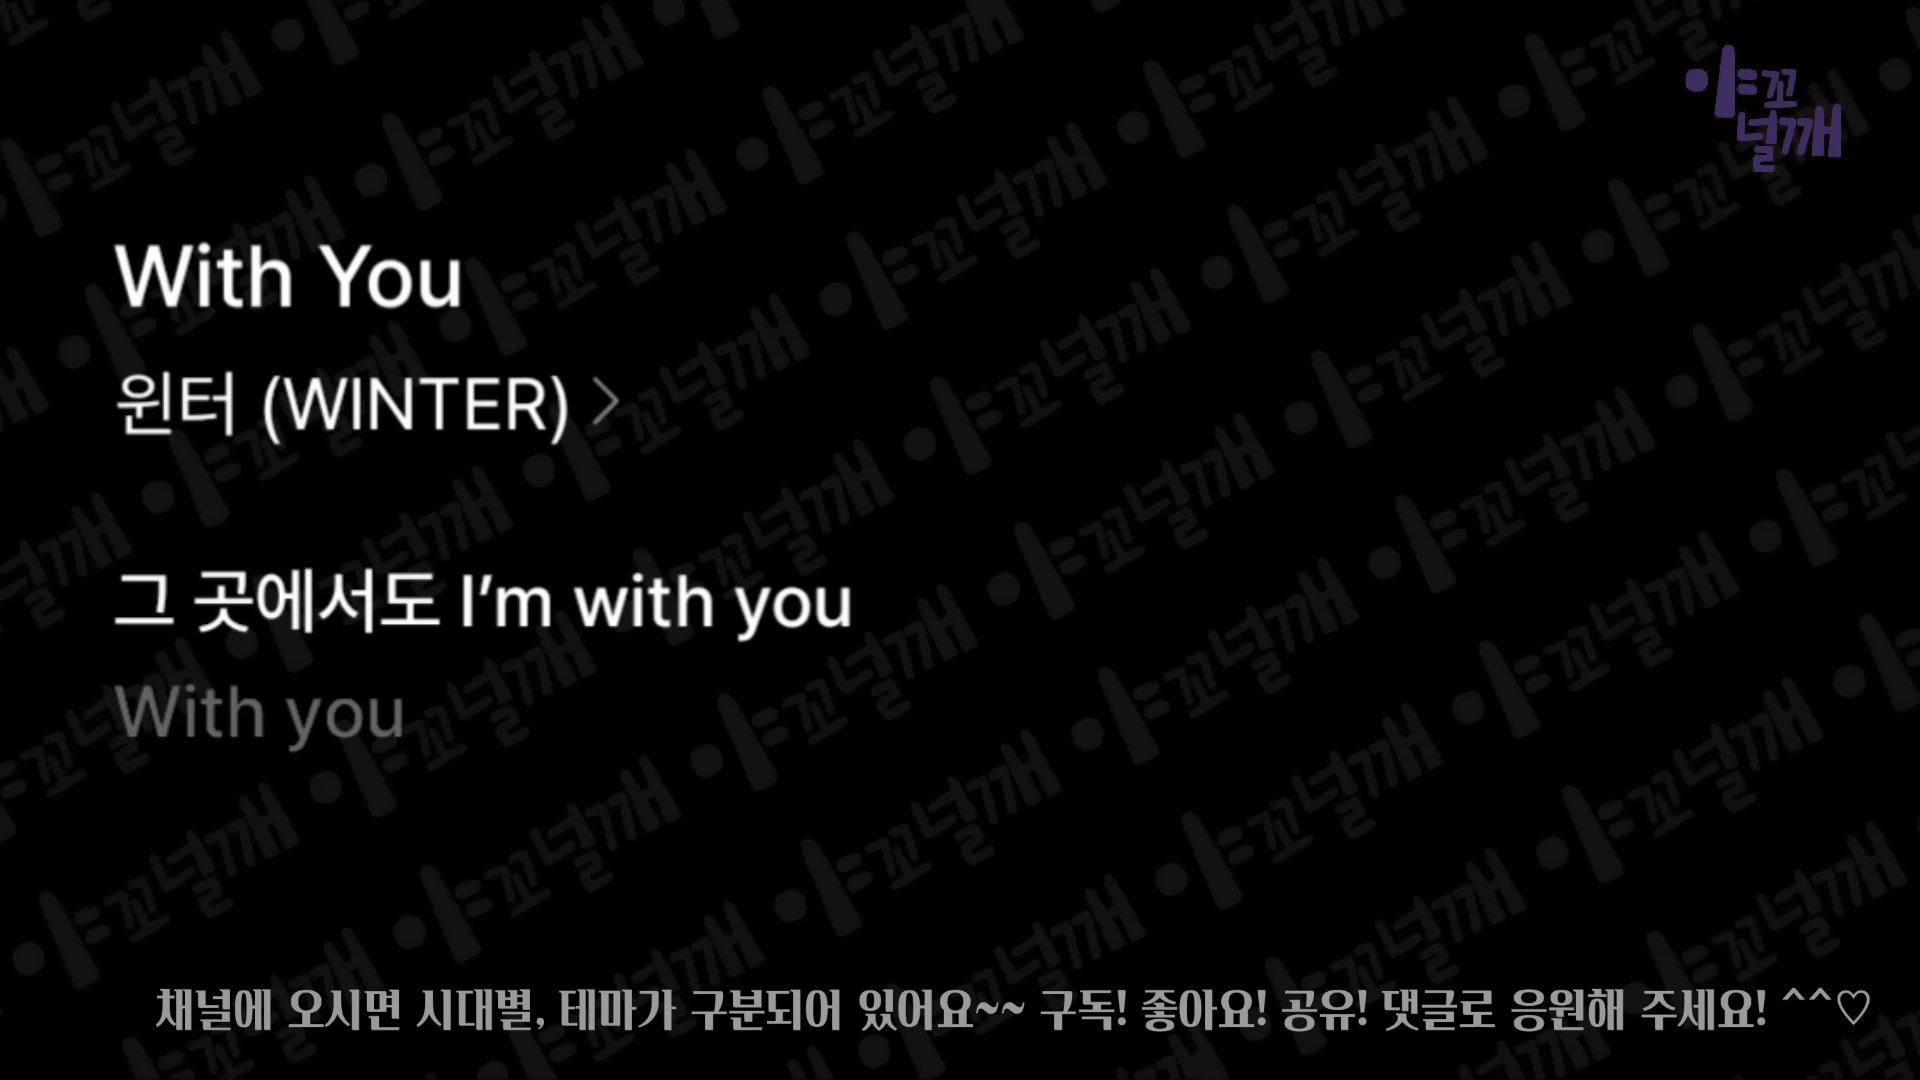 야꼬
널깨
With You
윈터 (WINTER) >
그 곳에서도 I’m with you
With you
채널에 오시면 시대별, 테마가 구분되어 있어요~~ 구독! 좋아요! 공유! 댓글로 응원해 주세요! ^^♡